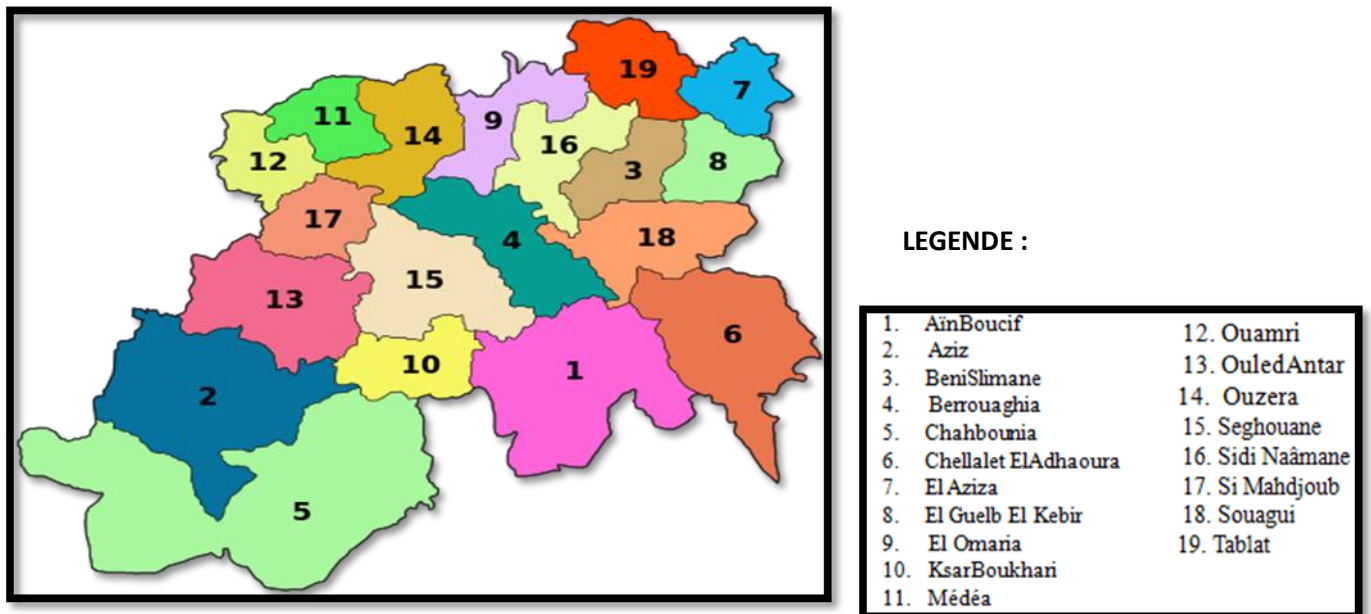 19
7
11
9
14
16
12
8
3
17
18
4
15
13
6
10
1
2
5
LEGENDE :
1. AïnBoucif
2. Aziz
3. BeniSlimane
4. Berrouaghia
5. Chahbounia
6. Chellalet ElAdhaoura
7. El Aziza
8. El Guelb El Kebir
9. El Omaria
10. KsarBoukhari
11. Médéa
12. Ouamri
13. OuledAntar
14. Ouzera
15. Seghouane
16. Sidi Naâmane
17. Si Mahdjoub
18. Souagui
19. Tablat